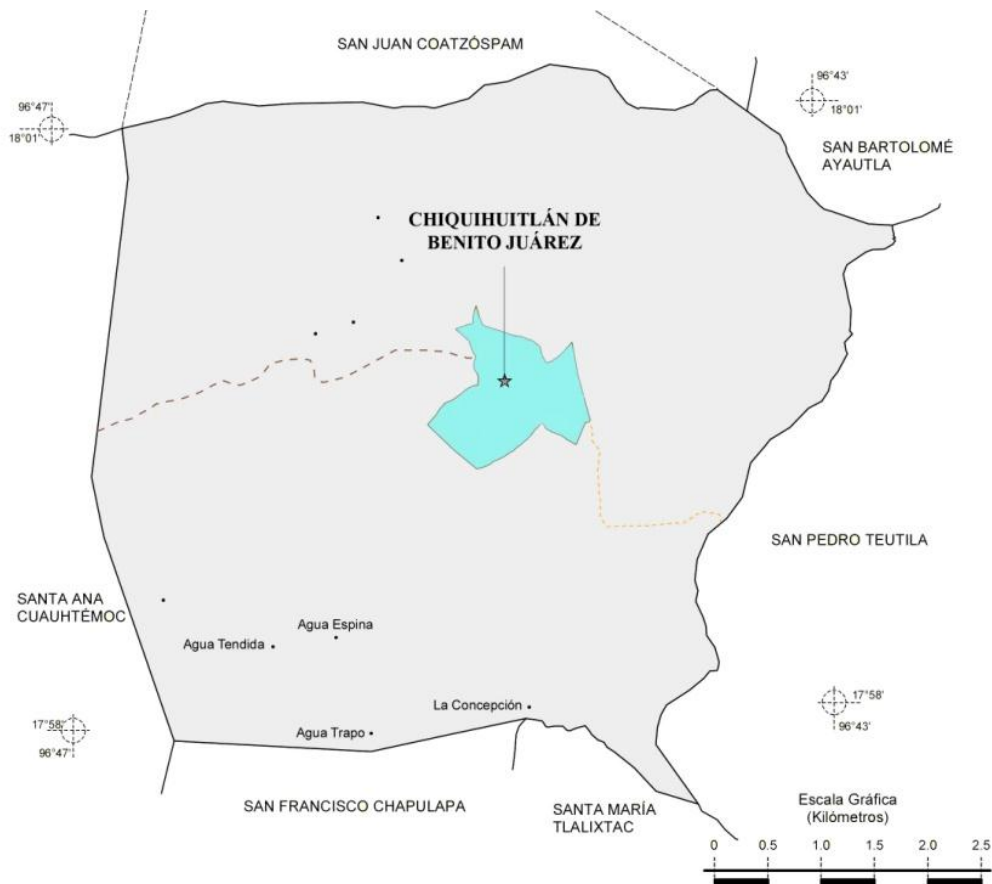 SAN JUAN COATZÓSPAM
96°47'
18°01'
96°43'
18°01'
SAN BARTOLOMÉ
AYAUTLA
CHIQUIHUITLÁN DE
BENITO JUÁREZ
SAN PEDRO TEUTILA
SANTA ANA
CUAUHTÉMOC
Agua Espina
Agua Tendida
La Concepción
Agua Trapo
17°58'
96°47'
17°58'
96°43'
SAN FRANCISCO CHAPULAPA
SANTA MARÍA
TLALIXTAC
Escala Gráfica
(Kilómetros)
0 0.5 1.0 1.5 2.0 2.5